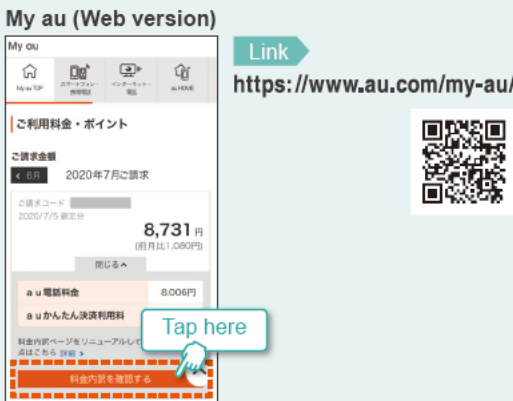 My au (Web version)
My au
Link
https://www.au.com/my-au/
My au TOP
スマートフォン・
携帯電話
インターネット・
電話
au HOME
ご利用料金・ポイント
ご請求金額
< 6月
2020年7月ご請求
ご請求コード
2020/7/5 確定分
8,731 円
(前月比1,080円)
閉じる
au電話料金
8,006円
auかんたん決済利用料
Tap here
料金内訳ページをリニューアルして
点はこちら 詳細 >
料金内訳を確認する